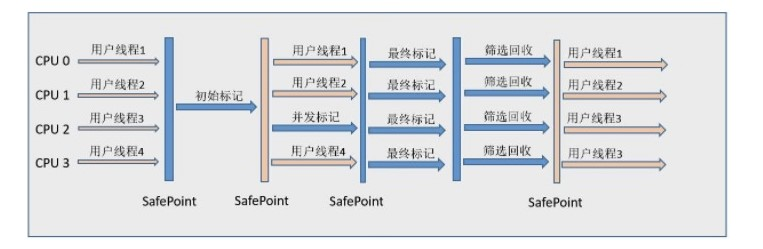 CPU 0 用户线程1 用户线程1 最终标记 筛选回收 用户线程1
CPU 1 用户线程2 初始标记 用户线程2 最终标记 筛选回收 用户线程2
CPU 2 用户线程3 并发标记 最终标记 筛选回收 用户线程3
CPU 3 用户线程4 用户线程4 最终标记 筛选回收 用户线程3
SafePoint SafePoint SafePoint SafePoint